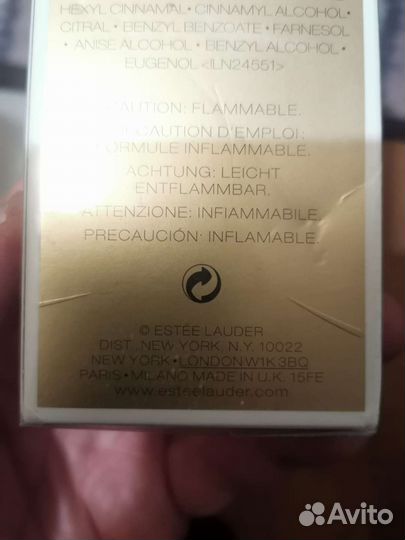 HEXYL CINNAMAL • CINNAMYL ALCOHOL •
CITRAL • BENZYL BENZOATE • FARNESOL
• ANISE ALCOHOL • BENZYL ALCOHOL •
EUGENOL <ILN24551>
CAUTION: FLAMMABLE.
PRÉCAUTION D'EMPLOI:
FORMULE INFLAMMABLE.
ACHTUNG: LEICHT
ENTFLAMMBAR.
ATTENZIONE: INFIAMMABILE.
PRECAUCIÓN: INFLAMABLE.
© ESTÉE LAUDER
DIST. NEW YORK, N.Y. 10022
NEW YORK • LONDON W1K 3BQ
PARIS • MILANO MADE IN U.K. 15FE
www.esteelauder.com
Avito